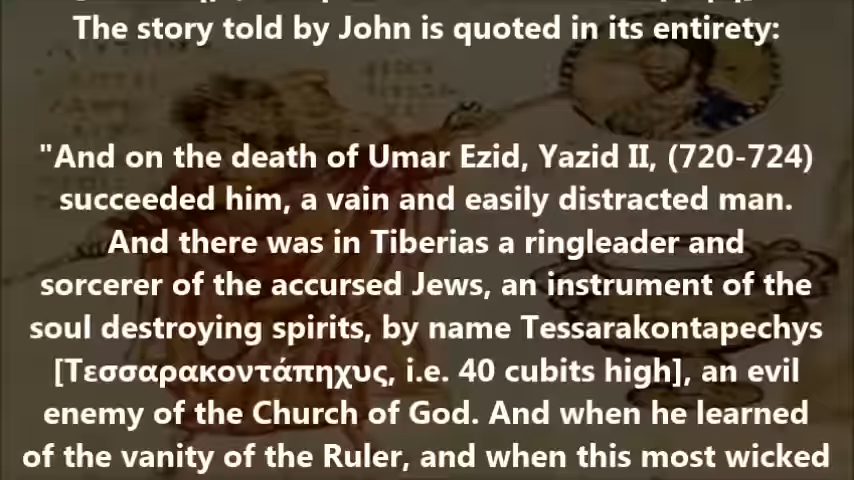 The story told by John is quoted in its entirety:
"And on the death of Umar Ezid, Yazid II, (720-724)
succeeded him, a vain and easily distracted man.
And there was in Tiberias a ringleader and
sorcerer of the accursed Jews, an instrument of the
soul destroying spirits, by name Tessarakontapechys
[Τεσσαρακοντάπηχυς, i.e. 40 cubits high], an evil
enemy of the Church of God. And when he learned
of the vanity of the Ruler, and when this most wicked